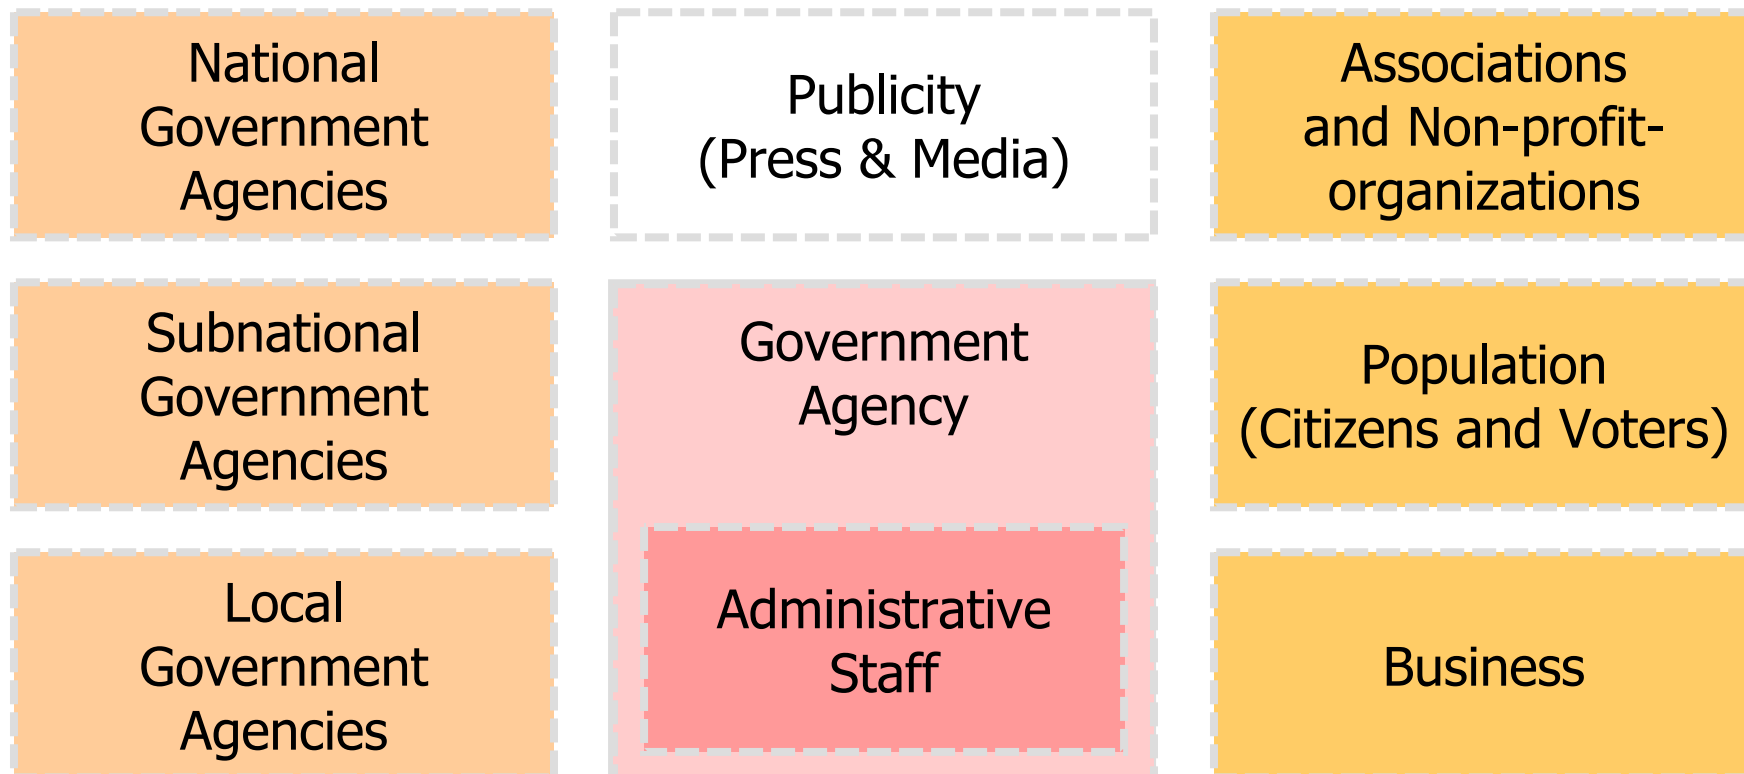 National
Government
Agencies
Publicity
(Press & Media)
Associations
and Non-profit-
organizations
Subnational
Government
Agencies
Government
Agency
Population
(Citizens and Voters)
Local
Government
Agencies
Administrative
Staff
Business